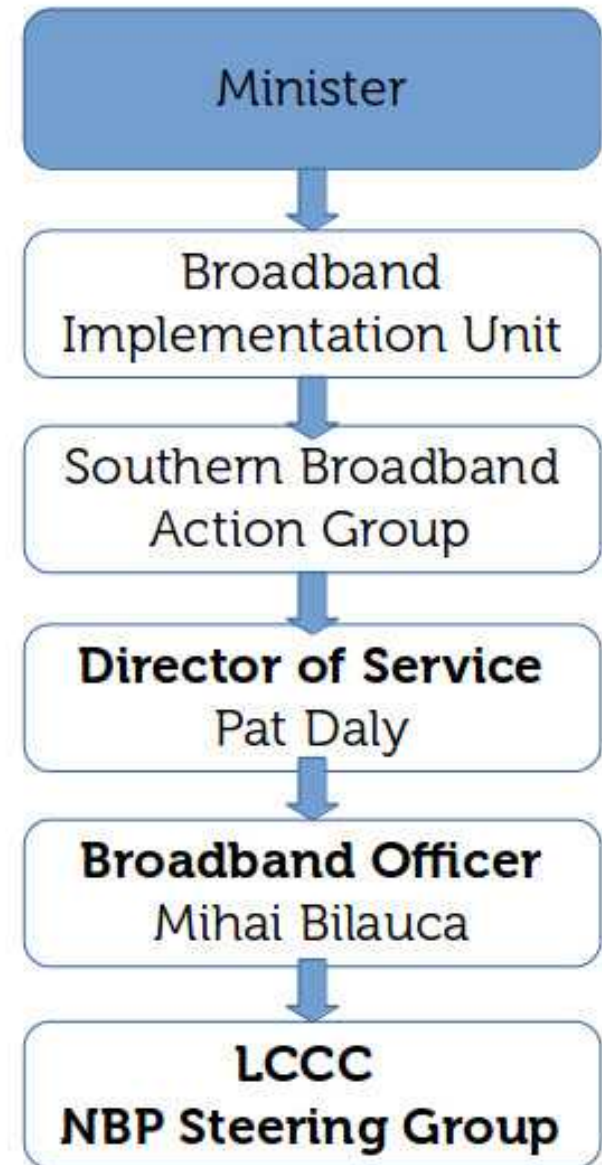 Minister
Broadband
Implementation Unit
Southern Broadband
Action Group
Director of Service
Pat Daly
Broadband Officer
Mihai Bilauca
LCCC
NBP Steering Group